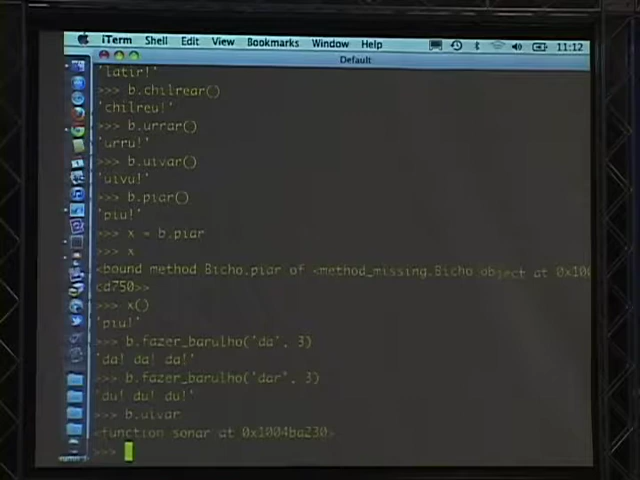 iTerm Shell Edit View Bookmarks Window Help 11:12
Default
'latir!'
>>> b.chilrear()
'chilreu!'
>>> b.urrar()
'urru!'
>>> b.uivar()
'uivu!'
>>> b.piar()
'piu!'
>>> x = b.piar
>>> x
<bound method Bicho.piar of <method_missing.Bicho object at 0x100
cd750>>
>>> x()
'piu!'
>>> b.fazer_barulho('da', 3)
'da! da! da!'
>>> b.fazer_barulho('dar', 3)
'du! du! du!'
>>> b.uivar
<function sonar at 0x1004ba230>
>>>